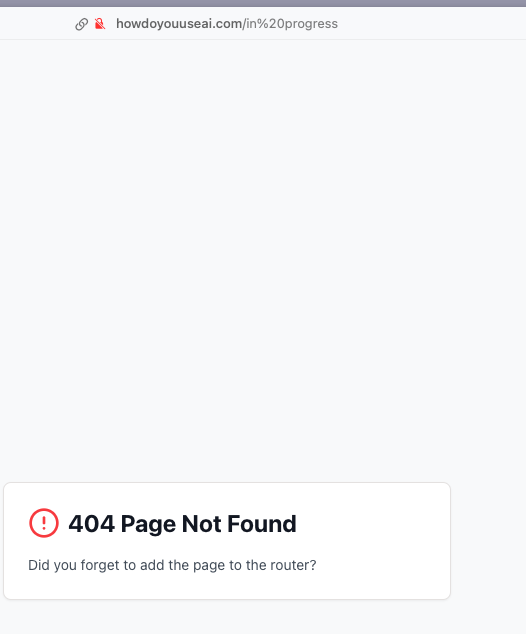 howdoyouuseai.com/in%20progress
404 Page Not Found
Did you forget to add the page to the router?